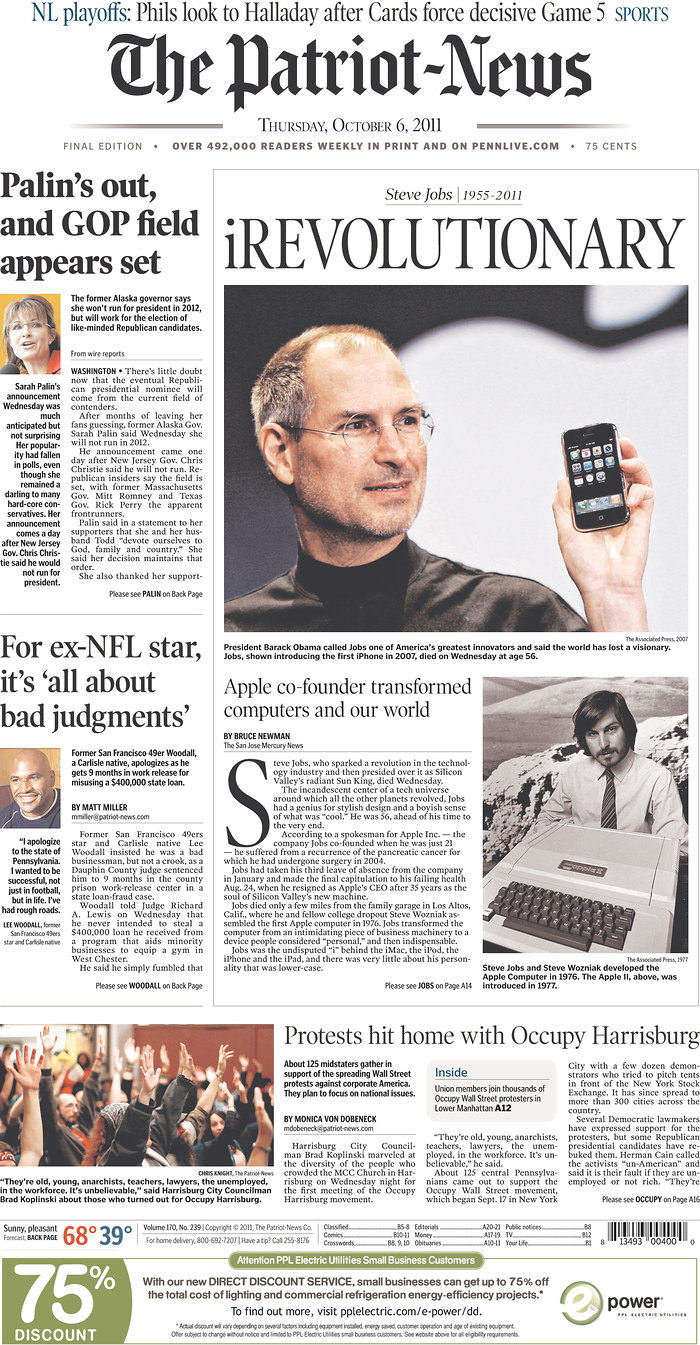 NL playoffs: Phils look to Halladay after Cards force decisive Game 5 SPORTS
The Patriot-News
THURSDAY, OCTOBER 6, 2011
FINAL EDITION • OVER 492,000 READERS WEEKLY IN PRINT AND ON PENNLIVE.COM • 75 CENTS
Palin's out,
and GOP field
appears set
The former Alaska governor says
she won't run for president in 2012,
but will work for the election of
like-minded Republican candidates.
From wire reports
Sarah Palin's
announcement
Wednesday was
much
anticipated but
not surprising
Her popular-
ity had fallen
in polls, even
though she
remained a
darling to many
hard-core con-
servatives. Her
announcement
comes a day
after New Jersey
Gov. Chris Chris-
tie said he would
not run for
president.
WASHINGTON • There's little doubt
now that the eventual Republi-
can presidential nominee will
come from the current field of
contenders.
After months of leaving her
fans guessing, former Alaska Gov.
Sarah Palin said Wednesday she
will not run in 2012.
He announcement came one
day after New Jersey Gov. Chris
Christie said he will not run. Re-
publican insiders say the field is
set, with former Massachusetts
Gov. Mitt Romney and Texas
Gov. Rick Perry the apparent
frontrunners.
Palin said in a statement to her
supporters that she and her hus-
band Todd "devote ourselves to
God, family and country." She
said her decision maintains that
order.
She also thanked her support-
Please see PALIN on Back Page
For ex-NFL star,
it's 'all about
bad judgments'
Former San Francisco 49er Woodall,
a Carlisle native, apologizes as he
gets 9 months in work release for
misusing a $400,000 state loan.
BY MATT MILLER
mmiller@patriot-news.com
"I apologize
to the state of
Pennsylvania.
I wanted to be
successful, not
just in football,
but in life. I've
had rough roads.
LEE WOODALL, former
San Francisco 49ers
star and Carlisle native
Former San Francisco 49ers
star and Carlisle native Lee
Woodall insisted he was a bad
businessman, but not a crook, as a
Dauphin County judge sentenced
him to 9 months in the county
prison work-release center in a
state loan-fraud case.
Woodall told Judge Richard
A. Lewis on Wednesday that
he never intended to steal a
$400,000 loan he received from
a program that aids minority
businesses to equip a gym in
West Chester.
He said he simply fumbled that
Please see WOODALL on Back Page
Steve Jobs | 1955-2011
iREVOLUTIONARY
The Associated Press, 2007
President Barack Obama called Jobs one of America's greatest innovators and said the world has lost a visionary.
Jobs, shown introducing the first iPhone in 2007, died on Wednesday at age 56.
Apple co-founder transformed
computers and our world
BY BRUCE NEWMAN
The San Jose Mercury News
Steve Jobs, who sparked a revolution in the technol-
ogy industry and then presided over it as Silicon
Valley's radiant Sun King, died Wednesday.
The incandescent center of a tech universe
around which all the other planets revolved, Jobs
had a genius for stylish design and a boyish sense
of what was "cool." He was 56, ahead of his time to
the very end.
According to a spokesman for Apple Inc. — the
company Jobs co-founded when he was just 21
— he suffered from a recurrence of the pancreatic cancer for
which he had undergone surgery in 2004.
Jobs had taken his third leave of absence from the company
in January and made the final capitulation to his failing health
Aug. 24, when he resigned as Apple's CEO after 35 years as the
soul of Silicon Valley's new machine.
Jobs died only a few miles from the family garage in Los Altos,
Calif., where he and fellow college dropout Steve Wozniak as-
sembled the first Apple computer in 1976. Jobs transformed the
computer from an intimidating piece of business machinery to a
device people considered "personal," and then indispensable.
Jobs was the undisputed "i" behind the iMac, the iPod, the
iPhone and the iPad, and there was very little about his person-
ality that was lower-case.
Please see JOBS on Page A14
The Associated Press, 1977
Steve Jobs and Steve Wozniak developed the
Apple Computer in 1976. The Apple II, above, was
introduced in 1977.
CHRIS KNIGHT, The Patriot-News
"They're old, young, anarchists, teachers, lawyers, the unemployed,
in the workforce. It's unbelievable," said Harrisburg City Councilman
Brad Koplinski about those who turned out for Occupy Harrisburg.
Protests hit home with Occupy Harrisburg
About 125 midstaters gather in
support of the spreading Wall Street
protests against corporate America.
They plan to focus on national issues.
BY MONICA VON DOBENECK
mdobeneck@patriot-news.com
Harrisburg City Council-
man Brad Koplinski marveled at
the diversity of the people who
crowded the MCC Church in Har-
risburg on Wednesday night for
the first meeting of the Occupy
Harrisburg movement.
Inside
Union members join thousands of
Occupy Wall Street protesters in
Lower Manhattan A12
"They're old, young, anarchists,
teachers, lawyers, the unem-
ployed, in the workforce. It's un-
believable," he said.
About 125 central Pennsylva-
nians came out to support the
Occupy Wall Street movement,
which began Sept. 17 in New York
City with a few dozen demon-
strators who tried to pitch tents
in front of the New York Stock
Exchange. It has since spread to
more than 300 cities across the
country.
Several Democratic lawmakers
have expressed support for the
protesters, but some Republican
presidential candidates have re-
buked them. Herman Cain called
the activists "un-American" and
said it is their fault if they are un-
employed or not rich. "They're
Please see OCCUPY on Page A16
Sunny, pleasant
Forecast, BACK PAGE
68° 39°
Volume 170, No. 239 | Copyright © 2011, The Patriot-News Co.
For home delivery, 800-692-7207 | Have a tip? Call 255-8176
Classified B5-8
Comics B10-11
Crosswords B8, 9, 10
Editorials A20-21
Money A17-19
Obituaries A10-11
Public notices B8
TV B12
Your Life B1
8 13493 00400 0
Attention PPL Electric Utilities Small Business Customers
75%
DISCOUNT
With our new DIRECT DISCOUNT SERVICE, small businesses can get up to 75% off
the total cost of lighting and commercial refrigeration energy-efficiency projects.*
To find out more, visit pplelectric.com/e-power/dd.
* Actual discount will vary depending on several factors including equipment installed, energy saved, customer operation and age of existing equipment.
Offer subject to change without notice and limited to PPL Electric Utilities small business customers. See website above for all eligibility requirements.
e power
PPL ELECTRIC UTILITIES